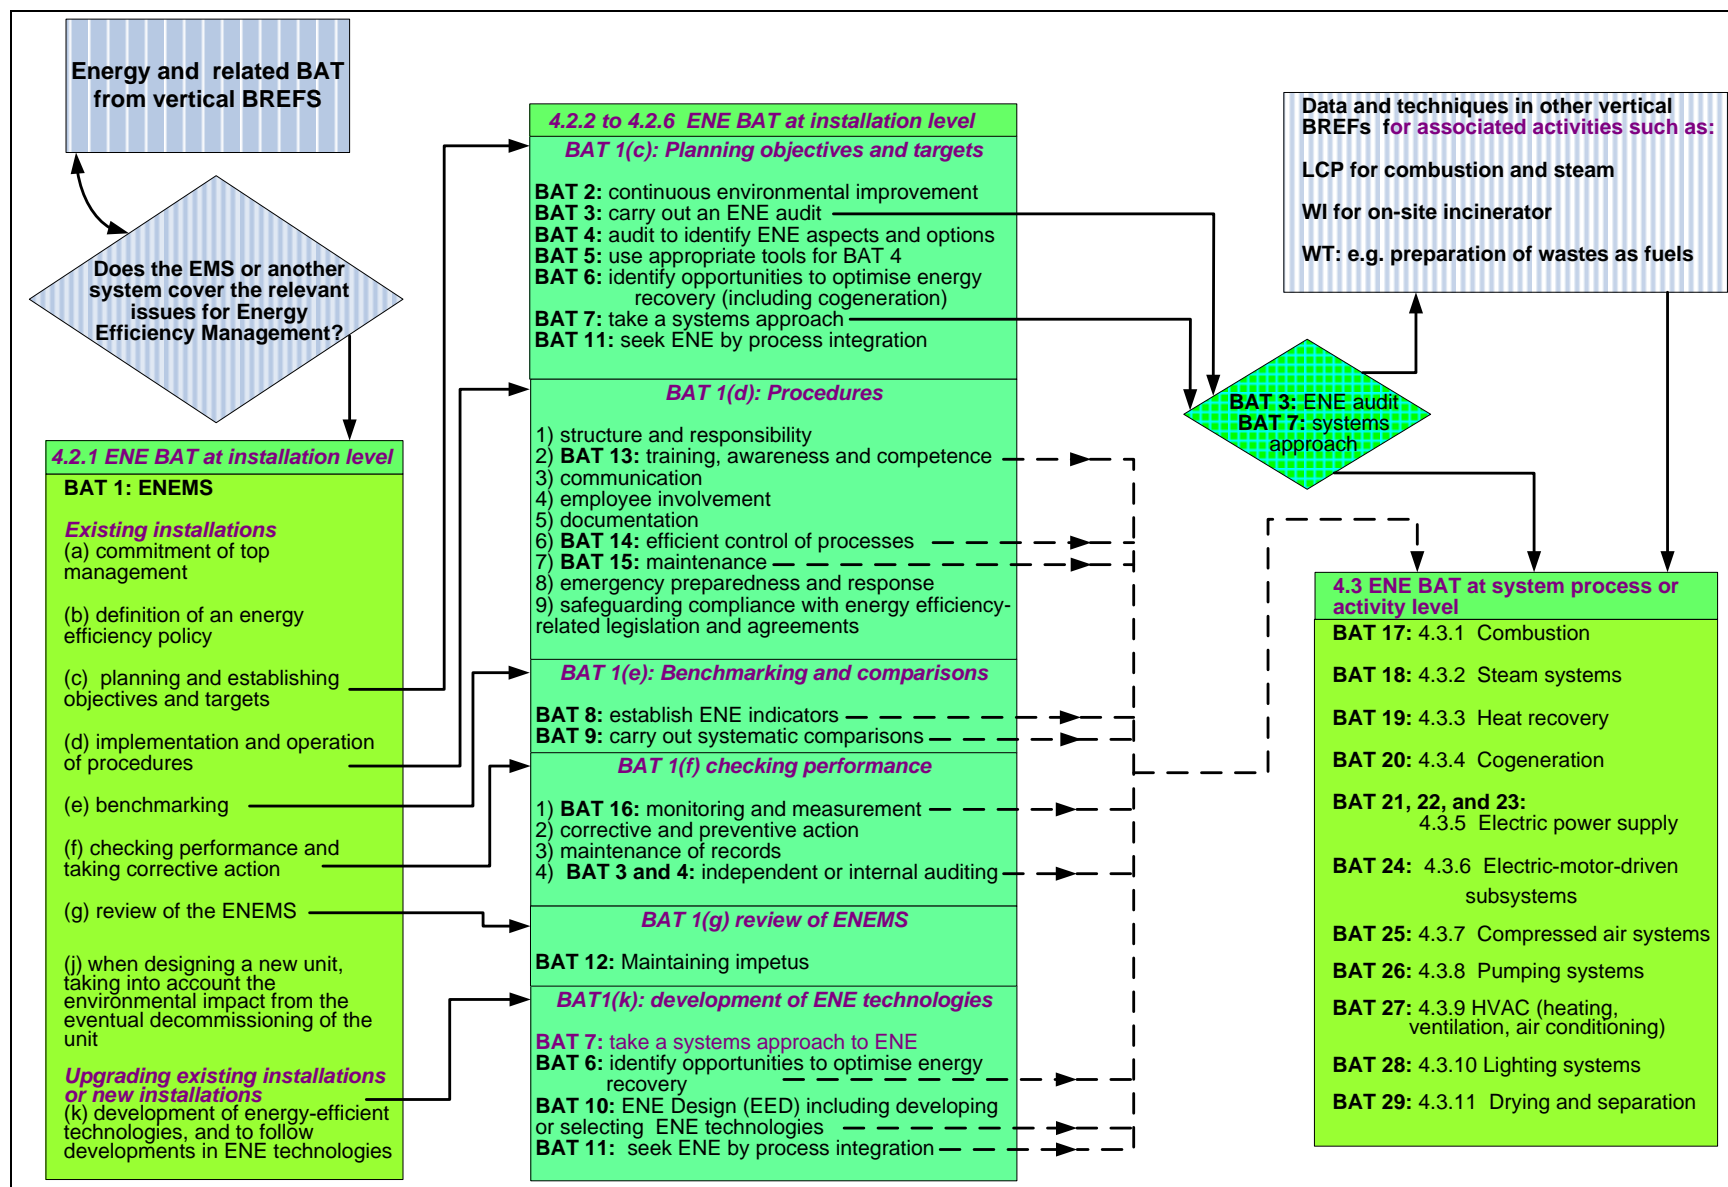 Energy and related BAT
from vertical BREFS
Does the EMS or another
system cover the relevant
issues for Energy
Efficiency Management?
4.2.1 ENE BAT at installation level
BAT 1: ENEMS
Existing installations
(a) commitment of top
management
(b) definition of an energy
efficiency policy
(c) planning and establishing
objectives and targets
(d) implementation and operation
of procedures
(e) benchmarking
(f) checking performance and
taking corrective action
(g) review of the ENEMS
(j) when designing a new unit,
taking into account the
environmental impact from the
eventual decommissioning of the
unit
Upgrading existing installations
or new installations
(k) development of energy-efficient
technologies, and to follow
developments in ENE technologies
4.2.2 to 4.2.6 ENE BAT at installation level
BAT 1(c): Planning objectives and targets
BAT 2: continuous environmental improvement
BAT 3: carry out an ENE audit
BAT 4: audit to identify ENE aspects and options
BAT 5: use appropriate tools for BAT 4
BAT 6: identify opportunities to optimise energy
recovery (including cogeneration)
BAT 7: take a systems approach
BAT 11: seek ENE by process integration
BAT 1(d): Procedures
1) structure and responsibility
2) BAT 13: training, awareness and competence
3) communication
4) employee involvement
5) documentation
6) BAT 14: efficient control of processes
7) BAT 15: maintenance
8) emergency preparedness and response
9) safeguarding compliance with energy efficiency-
related legislation and agreements
BAT 1(e): Benchmarking and comparisons
BAT 8: establish ENE indicators
BAT 9: carry out systematic comparisons
BAT 1(f) checking performance
1) BAT 16: monitoring and measurement
2) corrective and preventive action
3) maintenance of records
4) BAT 3 and 4: independent or internal auditing
BAT 1(g) review of ENEMS
BAT 12: Maintaining impetus
BAT1(k): development of ENE technologies
BAT 7: take a systems approach to ENE
BAT 6: identify opportunities to optimise energy
recovery
BAT 10: ENE Design (EED) including developing
or selecting ENE technologies
BAT 11: seek ENE by process integration
Data and techniques in other vertical
BREFs for associated activities such as:
LCP for combustion and steam
WI for on-site incinerator
WT: e.g. preparation of wastes as fuels
BAT 3: ENE audit
BAT 7: systems
approach
4.3 ENE BAT at system process or
activity level
BAT 17: 4.3.1 Combustion
BAT 18: 4.3.2 Steam systems
BAT 19: 4.3.3 Heat recovery
BAT 20: 4.3.4 Cogeneration
BAT 21, 22, and 23:
4.3.5 Electric power supply
BAT 24: 4.3.6 Electric-motor-driven
subsystems
BAT 25: 4.3.7 Compressed air systems
BAT 26: 4.3.8 Pumping systems
BAT 27: 4.3.9 HVAC (heating,
ventilation, air conditioning)
BAT 28: 4.3.10 Lighting systems
BAT 29: 4.3.11 Drying and separation